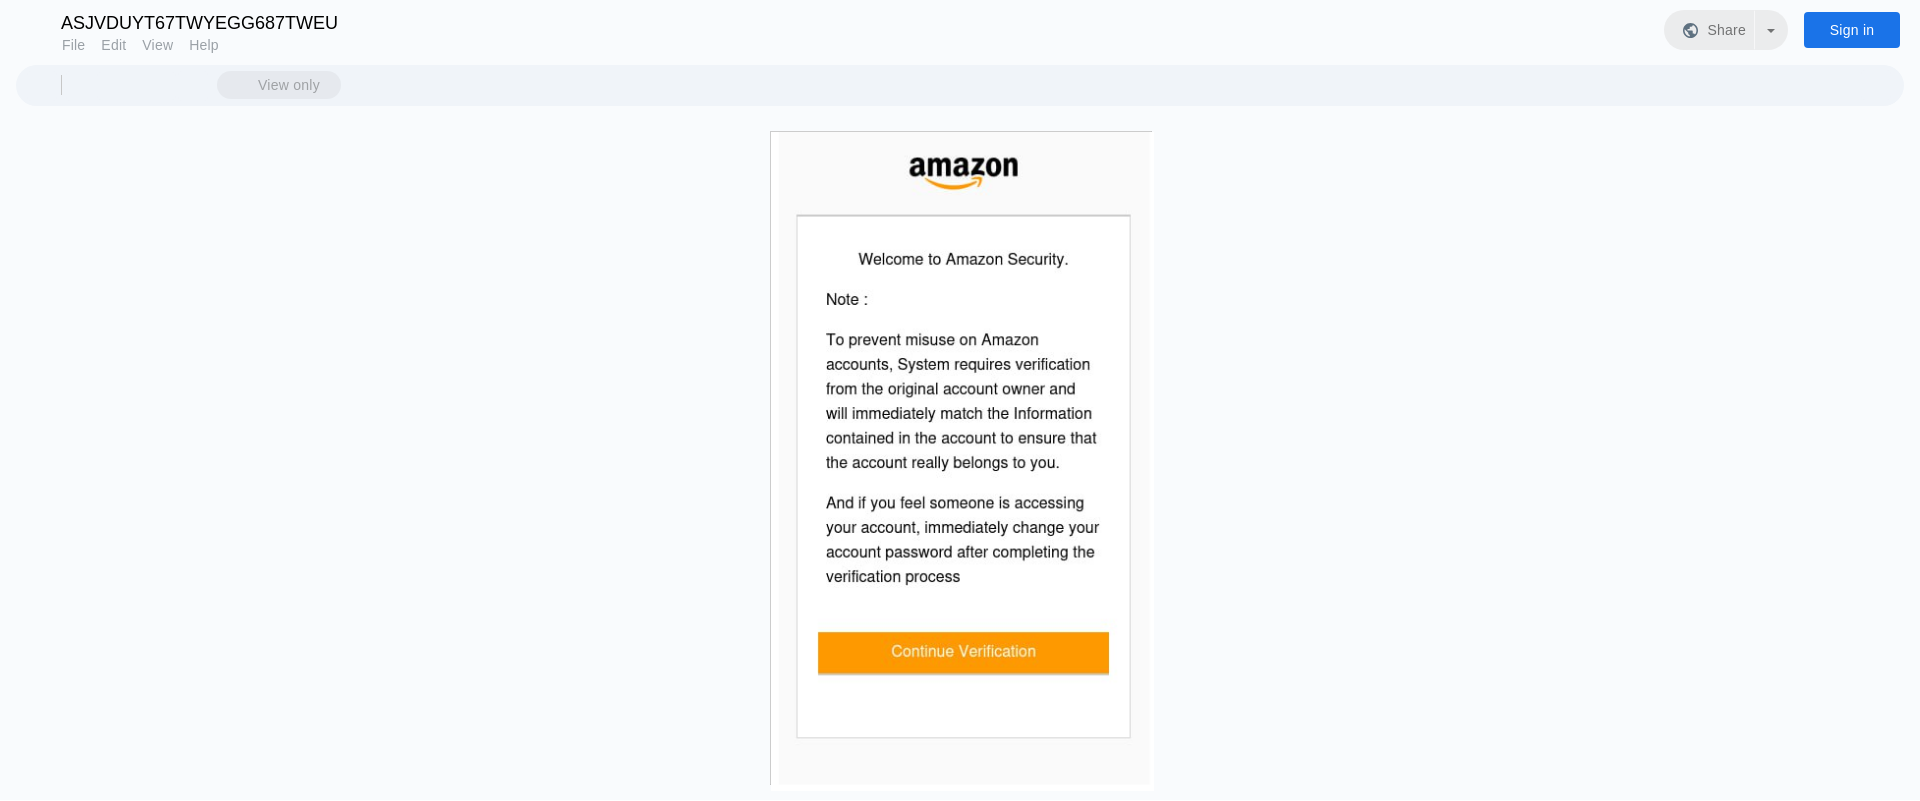 ASJVDUYT67TWYEGG687TWEU
File Edit View Help
Share
Sign in
View only
amazon
Welcome to Amazon Security.
Note :
To prevent misuse on Amazon
accounts, System requires verification
from the original account owner and
will immediately match the Information
contained in the account to ensure that
the account really belongs to you.
And if you feel someone is accessing
your account, immediately change your
account password after completing the
verification process
Continue Verification